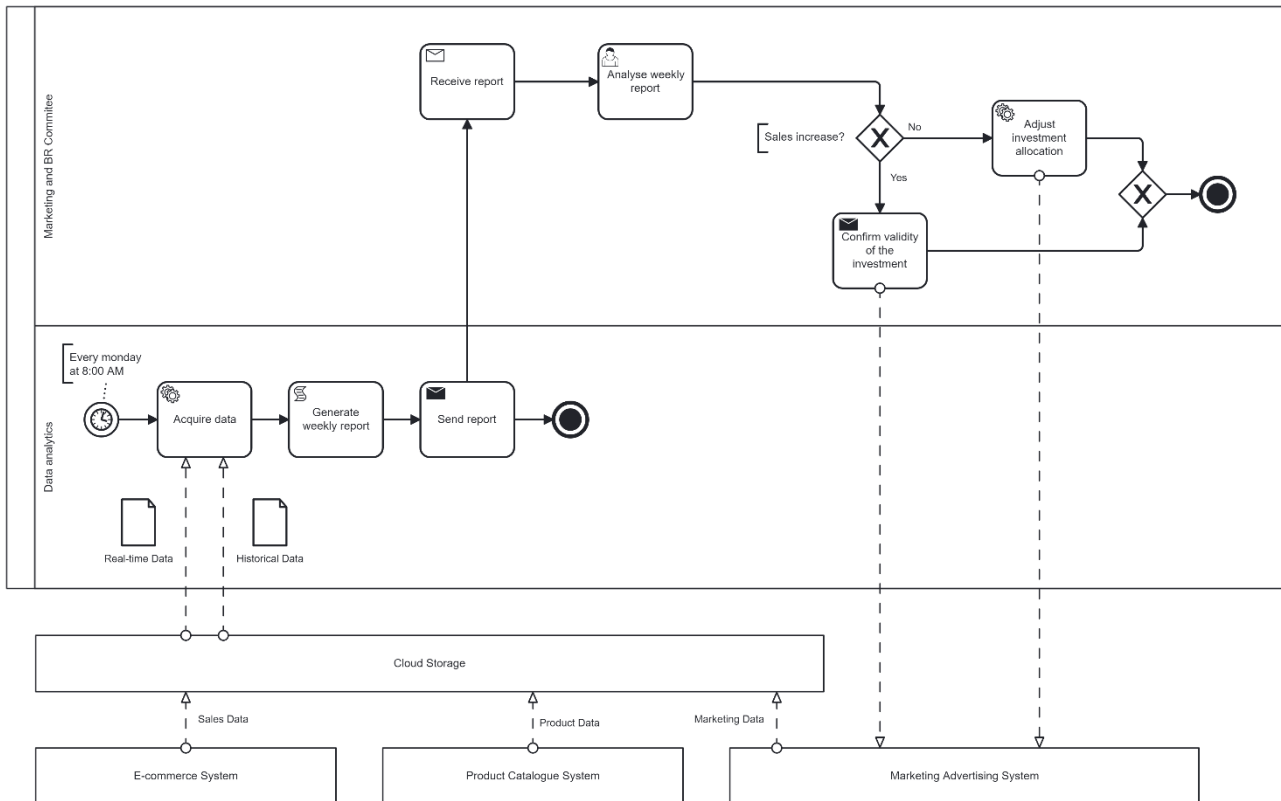 Marketing and BR Commitee
Receive report
Analyse weekly
report
Sales increase?
X
No
Yes
Adjust
investment
allocation
X
Confirm validity
of the
investment
Data analytics
Every monday
at 8:00 AM
Acquire data
Generate
weekly report
Send report
Real-time Data
Historical Data
Cloud Storage
Sales Data
Product Data
Marketing Data
E-commerce System
Product Catalogue System
Marketing Advertising System